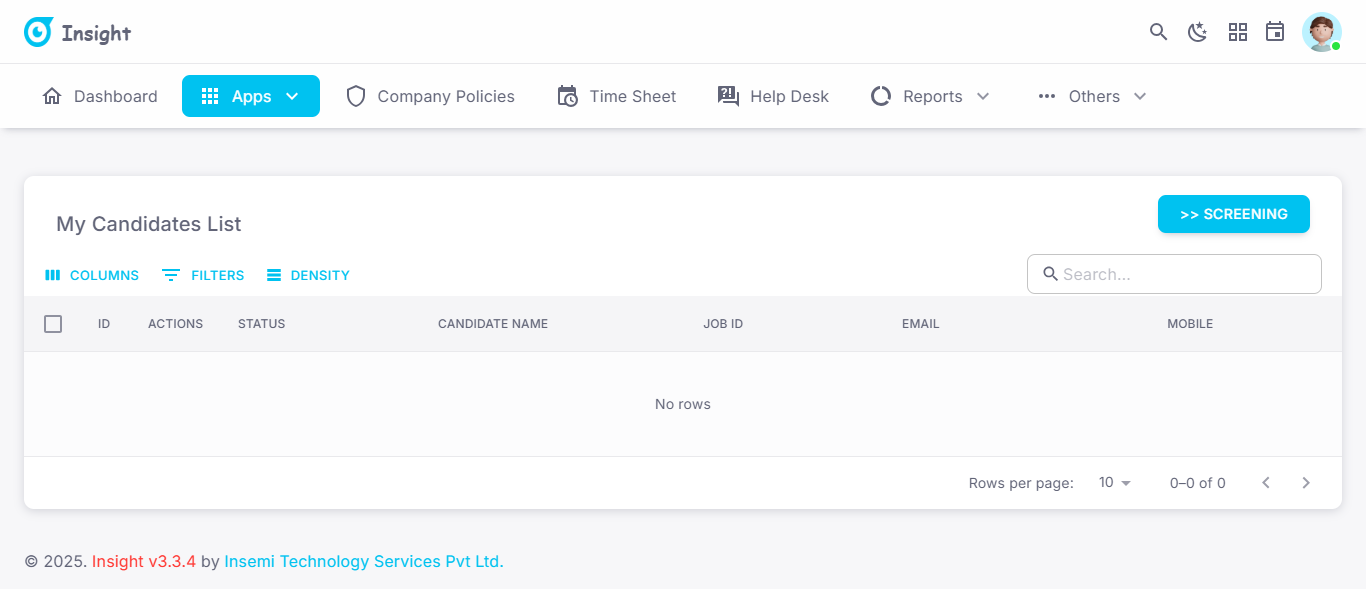 Insight
Dashboard Apps Company Policies Time Sheet Help Desk Reports Others
My Candidates List >> SCREENING
COLUMNS FILTERS DENSITY Search...
ID ACTIONS STATUS CANDIDATE NAME JOB ID EMAIL MOBILE
No rows
Rows per page: 10 0–0 of 0
© 2025. Insight v3.3.4 by Insemi Technology Services Pvt Ltd.